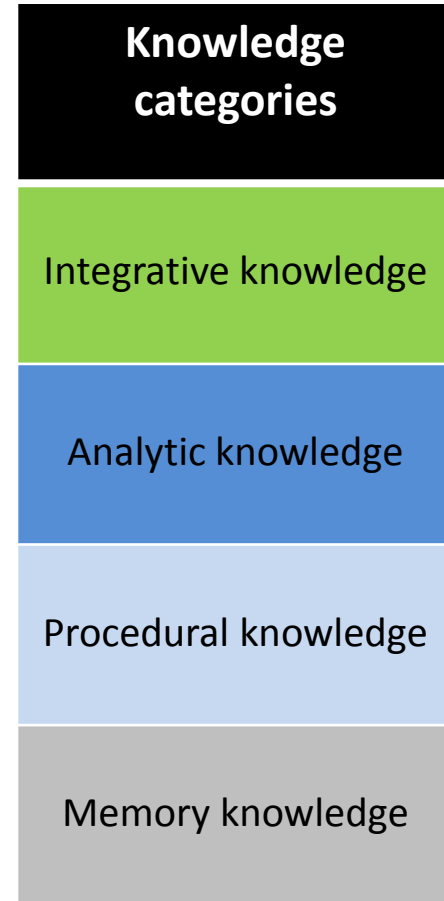 Knowledge
categories
Integrative knowledge
Analytic knowledge
Procedural knowledge
Memory knowledge